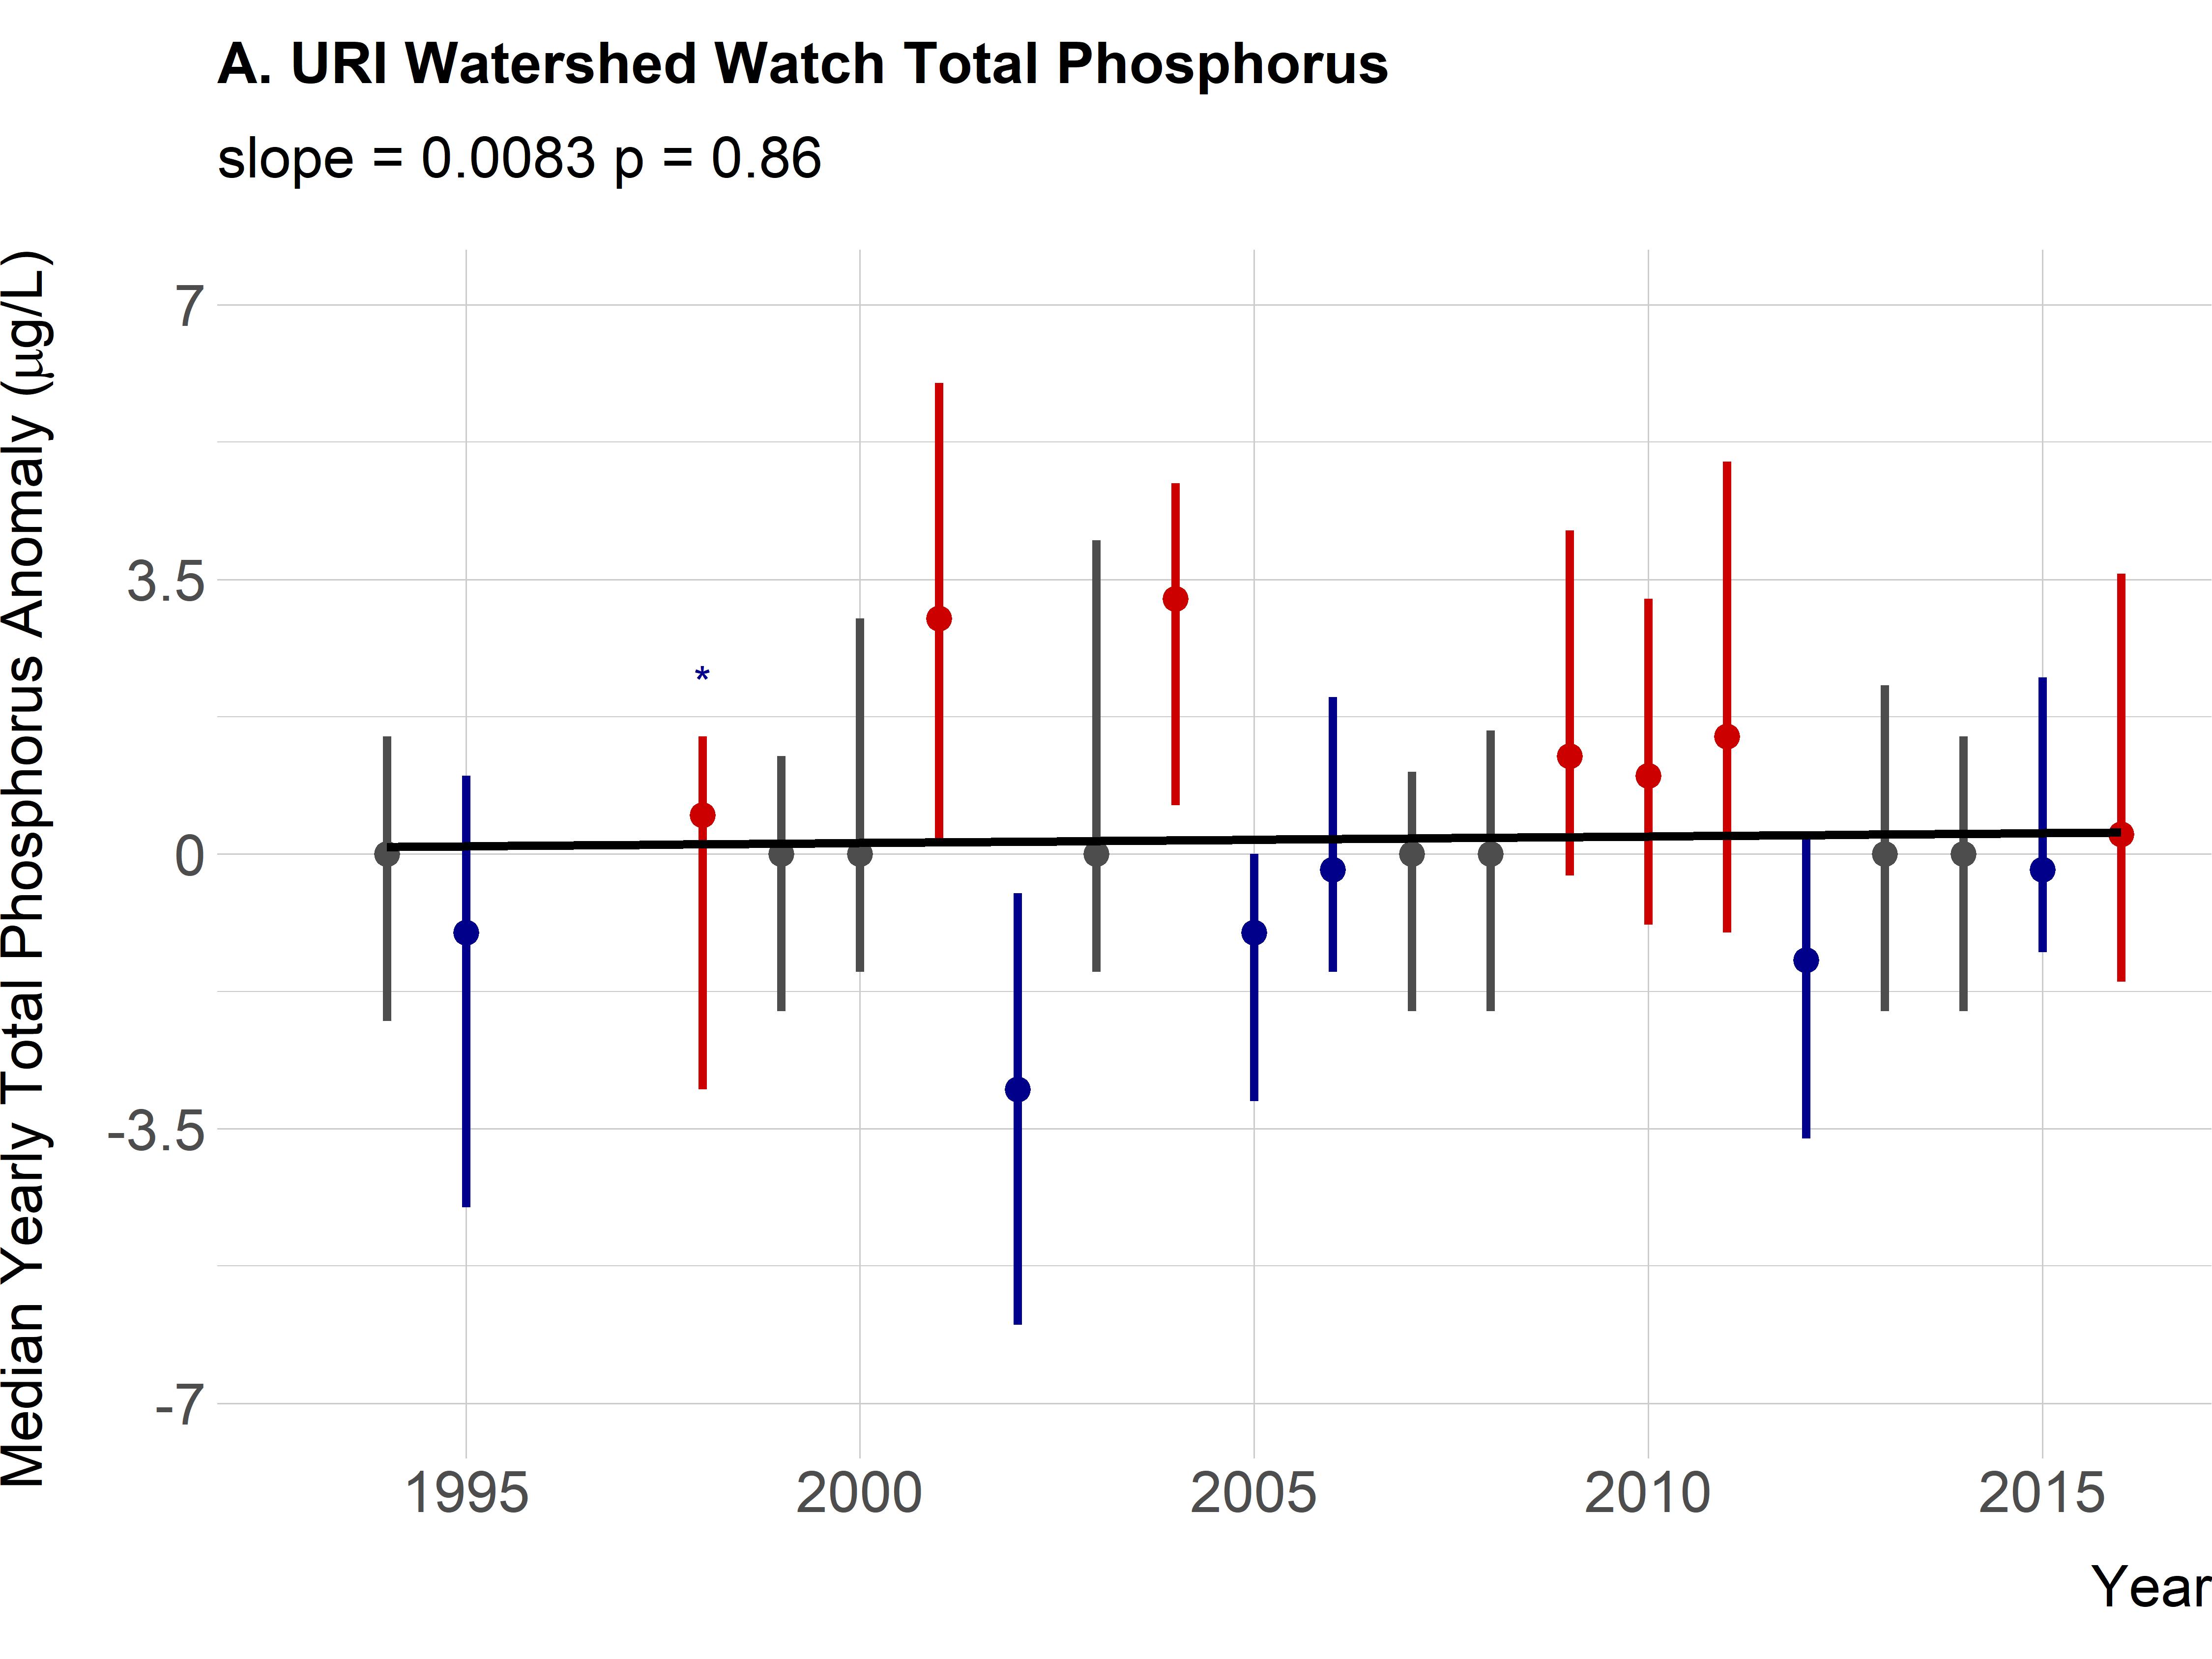 A. URI Watershed Watch Total Phosphorus
slope = 0.0083 p = 0.86
Median Yearly Total Phosphorus Anomaly (μg/L)
7
3.5
0
-3.5
-7
*
1995 2000 2005 2010 2015
Year